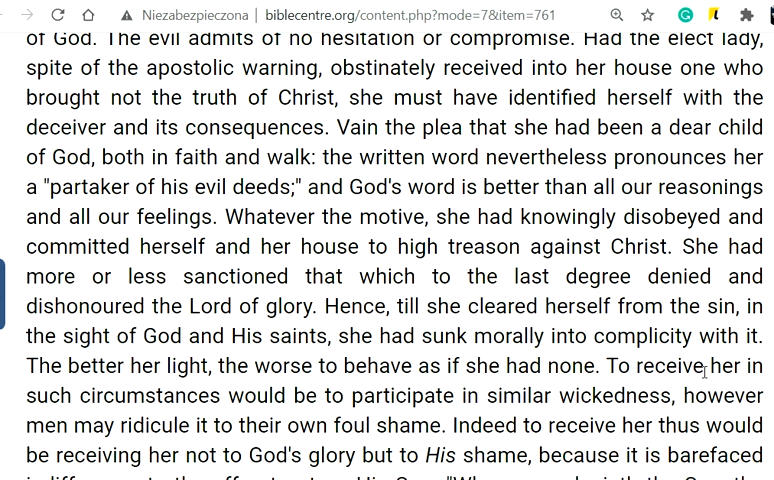 Niezabezpieczona | biblecentre.org/content.php?mode=7&item=761
of God. The evil admits of no hesitation or compromise. Had the elect lady,
spite of the apostolic warning, obstinately received into her house one who
brought not the truth of Christ, she must have identified herself with the
deceiver and its consequences. Vain the plea that she had been a dear child
of God, both in faith and walk: the written word nevertheless pronounces her
a "partaker of his evil deeds;" and God's word is better than all our reasonings
and all our feelings. Whatever the motive, she had knowingly disobeyed and
committed herself and her house to high treason against Christ. She had
more or less sanctioned that which to the last degree denied and
dishonoured the Lord of glory. Hence, till she cleared herself from the sin, in
the sight of God and His saints, she had sunk morally into complicity with it.
The better her light, the worse to behave as if she had none. To receive her in
such circumstances would be to participate in similar wickedness, however
men may ridicule it to their own foul shame. Indeed to receive her thus would
be receiving her not to God's glory but to His shame, because it is barefaced